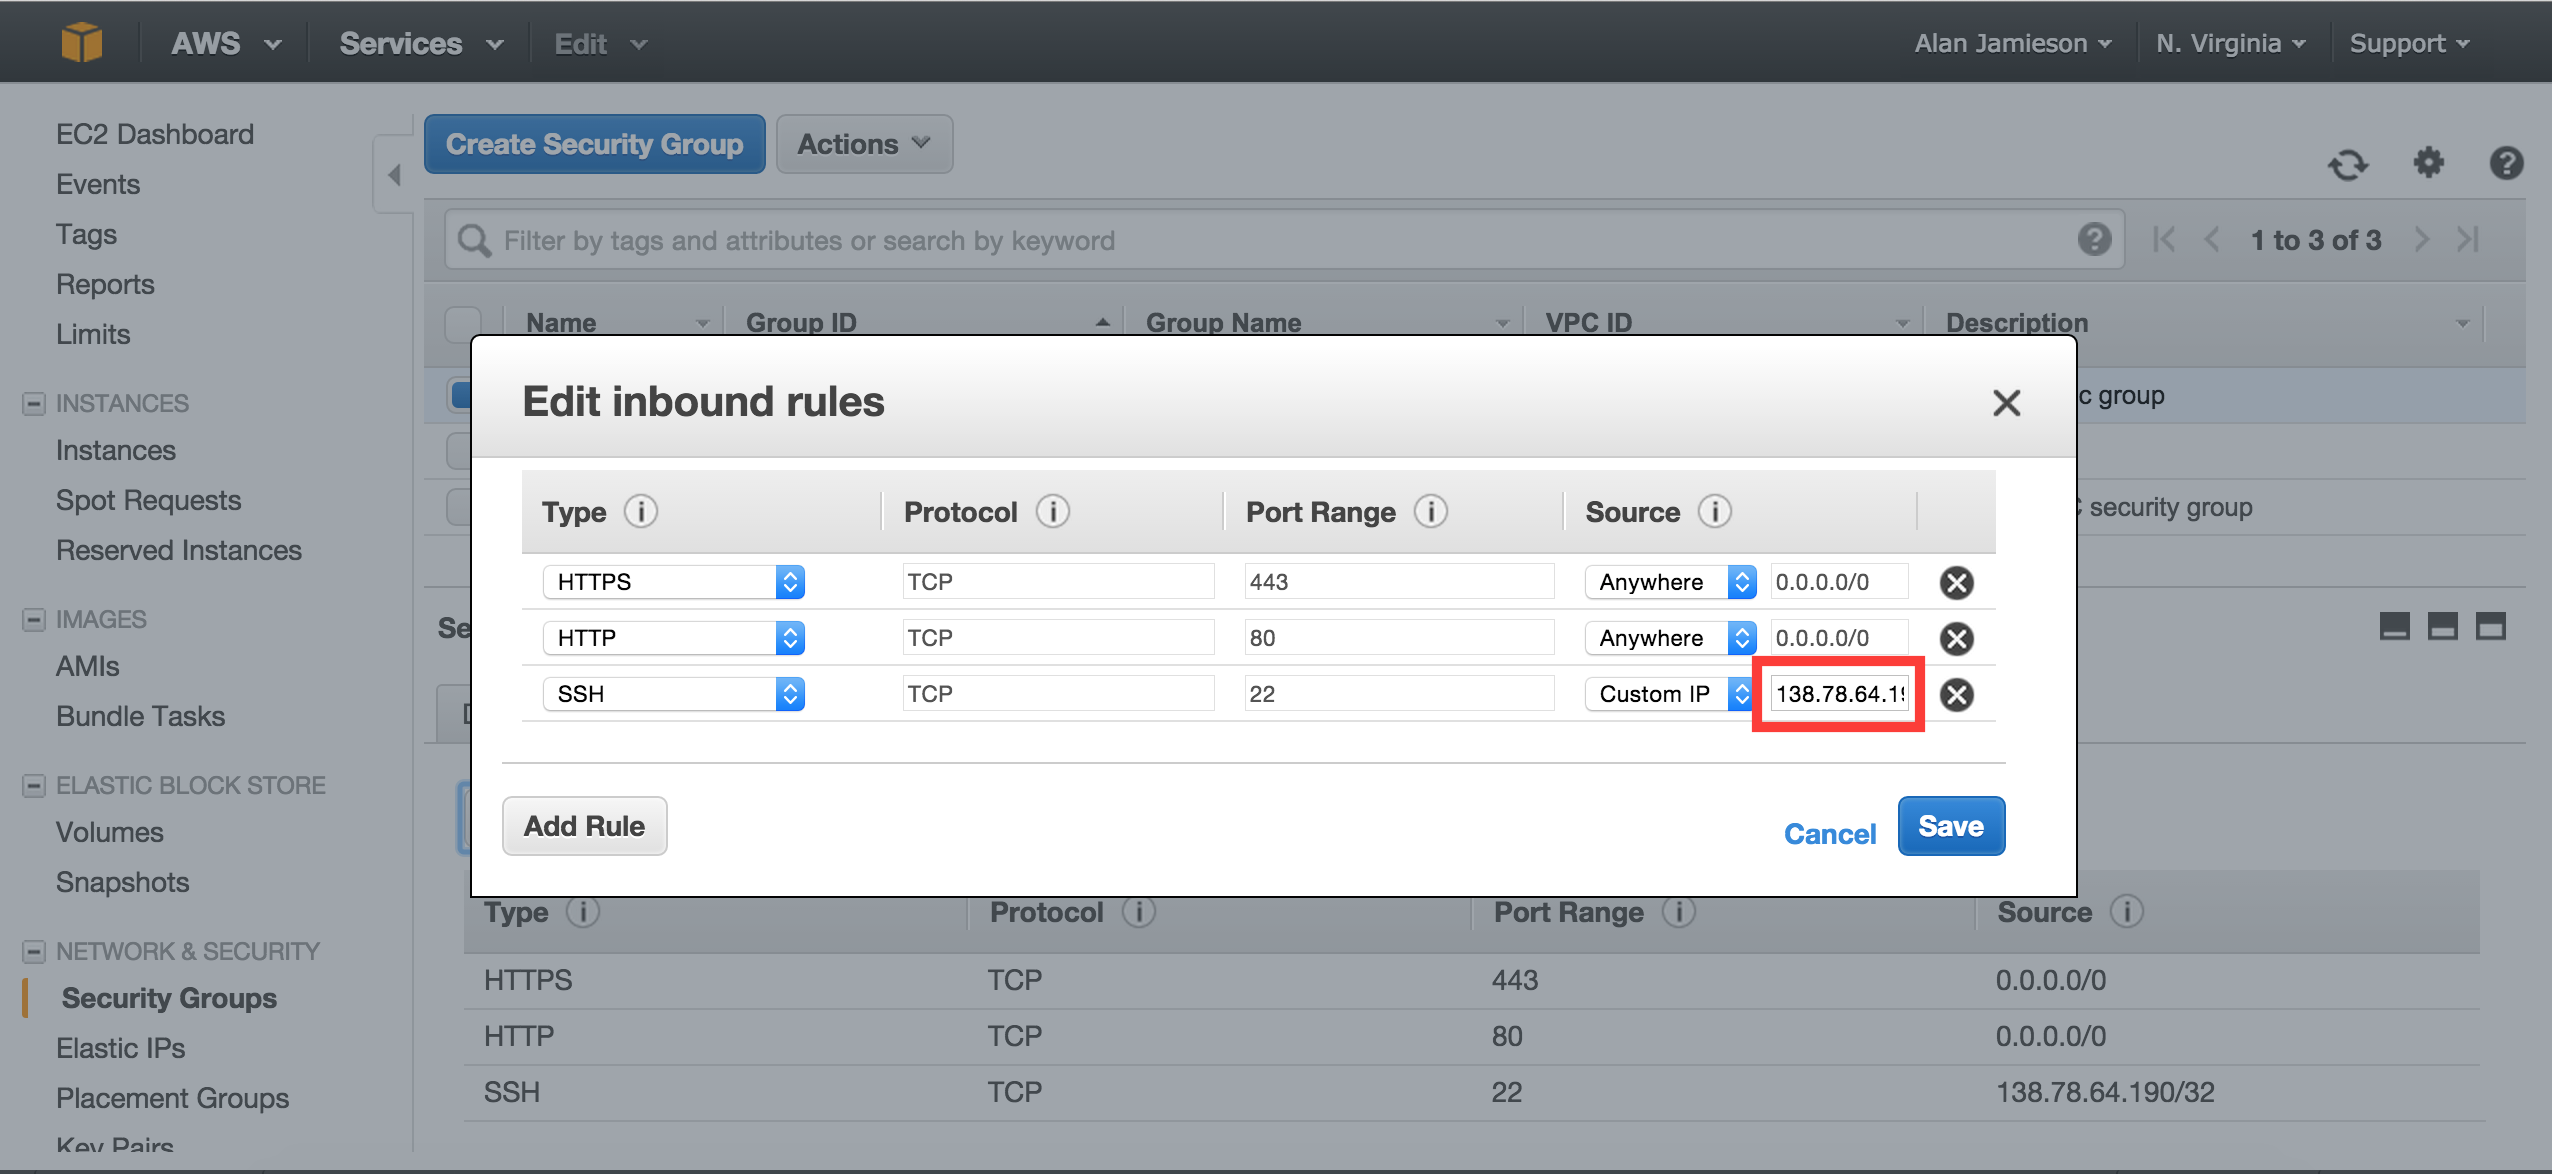 AWS Services Edit Alan Jamieson N. Virginia Support
EC2 Dashboard
Events
Tags
Reports
Limits
INSTANCES
Instances
Spot Requests
Reserved Instances
IMAGES
AMIs
Bundle Tasks
ELASTIC BLOCK STORE
Volumes
Snapshots
NETWORK & SECURITY
Security Groups
Elastic IPs
Placement Groups
Key Pairs
Create Security Group Actions
Filter by tags and attributes or search by keyword 1 to 3 of 3
Name Group ID Group Name VPC ID Description
c group
security group
Se
Edit inbound rules
Type Protocol Port Range Source
HTTPS TCP 443 Anywhere 0.0.0.0/0
HTTP TCP 80 Anywhere 0.0.0.0/0
SSH TCP 22 Custom IP 138.78.64.19
Add Rule Cancel Save
Type Protocol Port Range Source
HTTPS TCP 443 0.0.0.0/0
HTTP TCP 80 0.0.0.0/0
SSH TCP 22 138.78.64.190/32